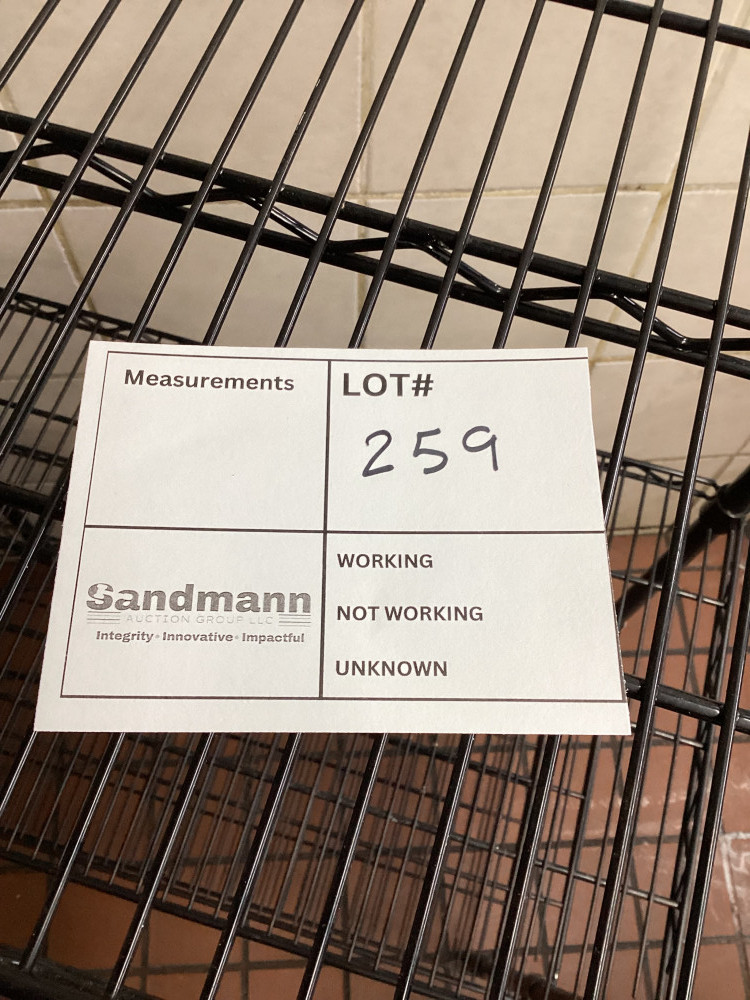 Measurements
LOT#
259
Sandmann
AUCTION GROUP LLC
Integrity • Innovative • Impactful
WORKING
NOT WORKING
UNKNOWN